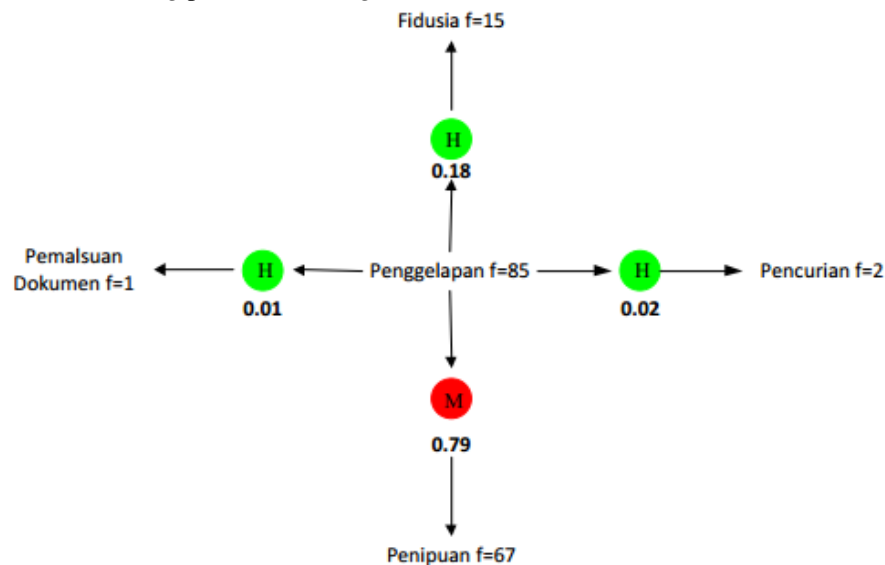 Fidusia f=15
H
0.18
Pemalsuan
Dokumen f=1
H
0.01
Penggelapan f=85
H
0.02
Pencurian f=2
M
0.79
Penipuan f=67